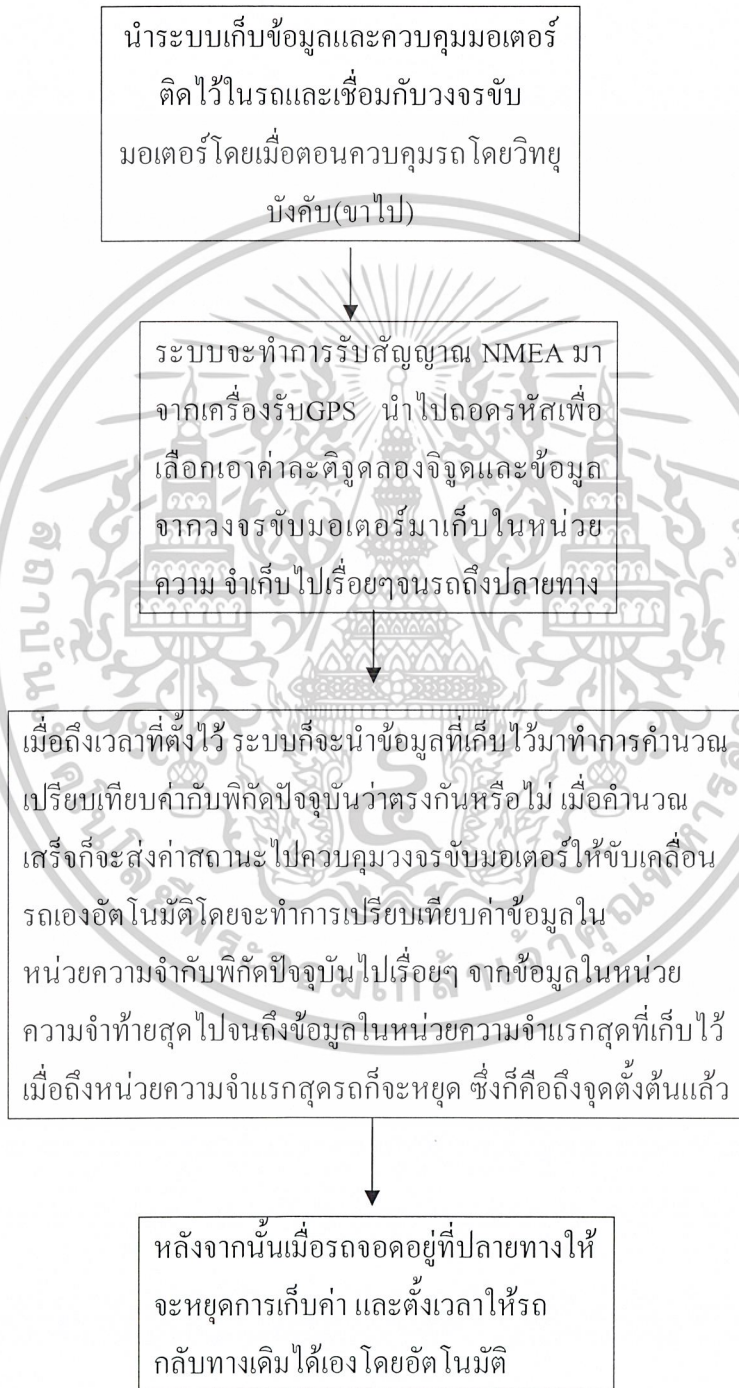 นำระบบเก็บข้อมูลและควบคุมมอเตอร์
ติดไว้ในรถและเชื่อมกับวงจรขับ
มอเตอร์โดยเมื่อตอนควบคุมรถโดยวิทยุ
บังคับ(ขาไป)
ระบบจะทำการรับสัญญาณ NMEA มา
จากเครื่องรับGPS นำไปถอดรหัสเพื่อ
เลือกเอาค่าละติจูดลองจิจูดและข้อมูล
จากวงจรขับมอเตอร์มาเก็บในหน่วย
ความ จำเก็บไปเรื่อยๆจนรถถึงปลายทาง
เมื่อถึงเวลาที่ตั้งไว้ ระบบก็จะนำข้อมูลที่เก็บไว้มาทำการคำนวณ
เปรียบเทียบค่ากับพิกัดปัจจุบันว่าตรงกันหรือไม่ เมื่อคำนวณ
เสร็จก็จะส่งค่าสถานะไปควบคุมวงจรขับมอเตอร์ให้ขับเคลื่อน
รถเองอัตโนมัติโดยจะทำการเปรียบเทียบค่าข้อมูลใน
หน่วยความจำกับพิกัดปัจจุบันไปเรื่อยๆ จากข้อมูลในหน่วย
ความจำท้ายสุดไปจนถึงข้อมูลในหน่วยความจำแรกสุดที่เก็บไว้
เมื่อถึงหน่วยความจำแรกสุดรถก็จะหยุด ซึ่งก็คือถึงจุดตั้งต้นแล้ว
หลังจากนั้นเมื่อรถจอดอยู่ที่ปลายทางให้
จะหยุดการเก็บค่า และตั้งเวลาให้รถ
กลับทางเดิมได้เองโดยอัตโนมัติ